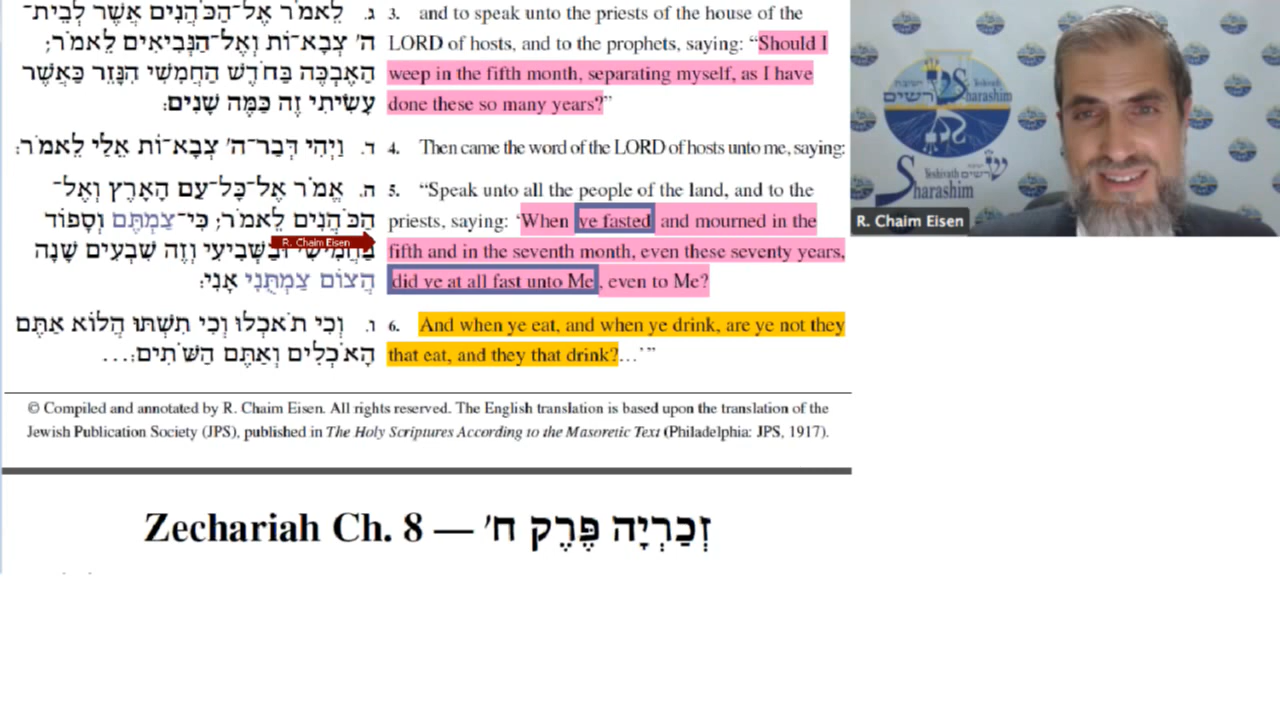 ג. לֵאמֹר אֶל־הַכֹּהֲנִים אֲשֶׁר לְבֵית־
ה' צְבָא־וֹת וְאֶל־הַנְּבִיאִים לֵאמֹר;
הַאֶבְכֶּה בַּחֹדֶשׁ הַחֲמִשִׁי הִנָּזֵר כַּאֲשֶׁר
עָשִׂיתִי זֶה כַּמֶּה שָׁנִים:
3. and to speak unto the priests of the house of the
LORD of hosts, and to the prophets, saying: “Should I
weep in the fifth month, separating myself, as I have
done these so many years?”
ד. וַיְהִי דְּבַר־ה' צְבָא־וֹת אֵלַי לֵאמֹר:
4. Then came the word of the LORD of hosts unto me, saying:
ה. אֱמֹר אֶל־כָּל־עַם הָאָרֶץ וְאֶל־
הַכֹּהֲנִים לֵאמֹר; כִּי־צַמְתֶּם וְסָפוֹד
וּבַשְּׁבִיעִי וְזֶה שִׁבְעִים שָׁנָה
הֲצוֹם צַמְתֻּנִי אָנִי:
5. “Speak unto all the people of the land, and to the
priests, saying: ‘When ye fasted and mourned in the
fifth and in the seventh month, even these seventy years,
did ye at all fast unto Me, even to Me?
R. Chaim Eisen
ו. וְכִי תֹאכְלוּ וְכִי תִשְׁתּוּ הֲלוֹא אַתֶּם
הָאֹכְלִים וְאַתֶּם הַשֹּׁתִים:...
6. And when ye eat, and when ye drink, are ye not they
that eat, and they that drink?…’”
© Compiled and annotated by R. Chaim Eisen. All rights reserved. The English translation is based upon the translation of the
Jewish Publication Society (JPS), published in The Holy Scriptures According to the Masoretic Text (Philadelphia: JPS, 1917).
Zechariah Ch. 8 — זְכַרְיָה פֶּרֶק ח'
ישיבת
Yeshivath
שרשים
Sharashim
Yeshivath
Sharashim
R. Chaim Eisen